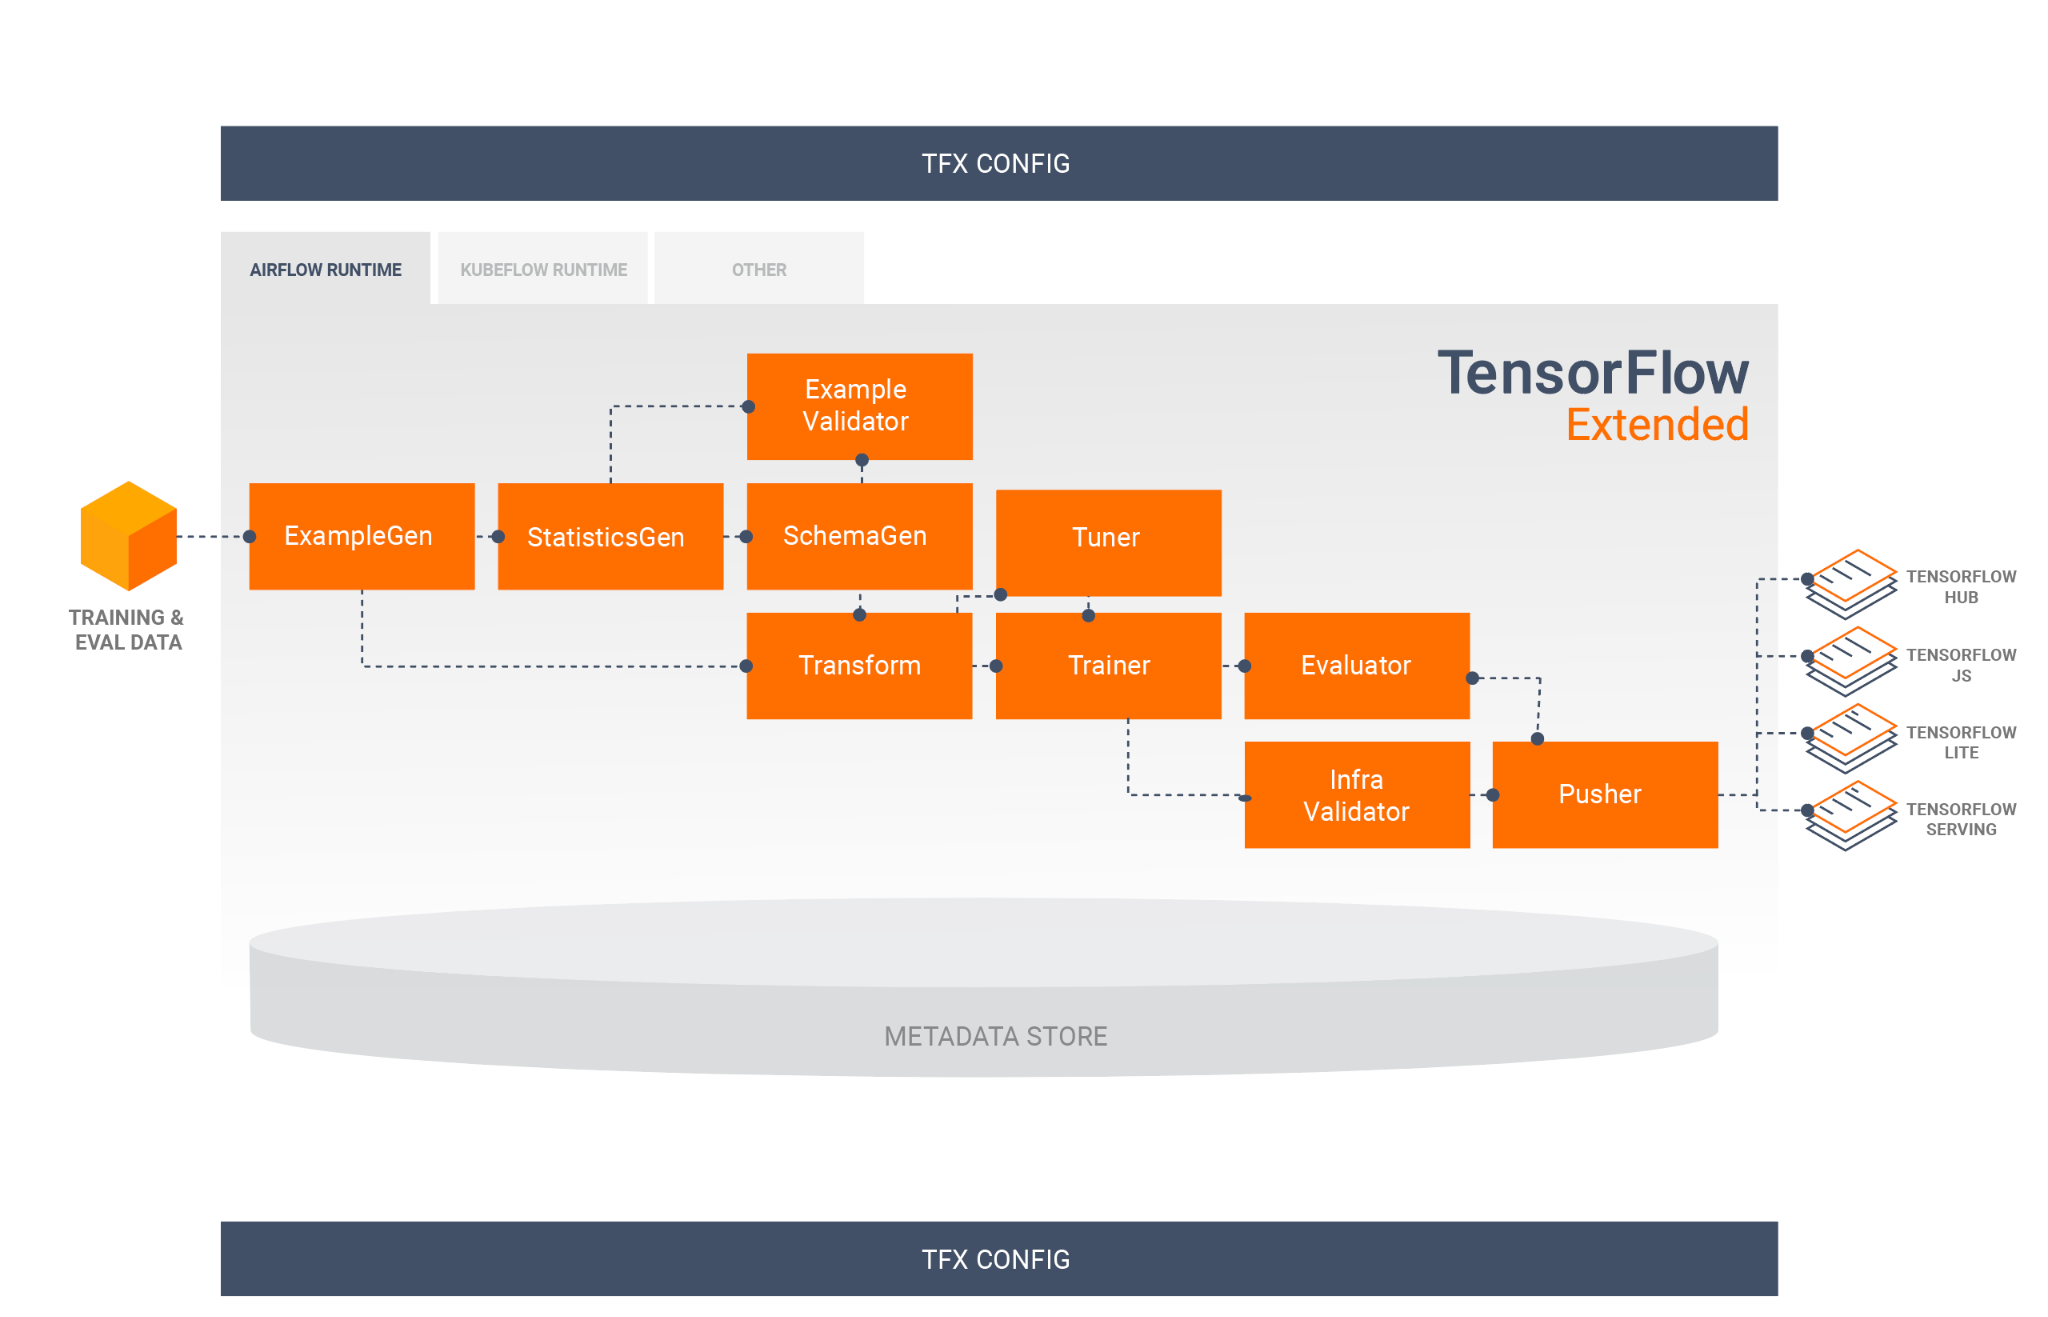 TFX CONFIG
AIRFLOW RUNTIME
KUBEFLOW RUNTIME
OTHER
TensorFlow
Extended
Example
Validator
ExampleGen
StatisticsGen
SchemaGen
Tuner
TRAINING &
EVAL DATA
Transform
Trainer
Evaluator
Infra
Validator
Pusher
TENSORFLOW
HUB
TENSORFLOW
JS
TENSORFLOW
LITE
TENSORFLOW
SERVING
METADATA STORE
TFX CONFIG